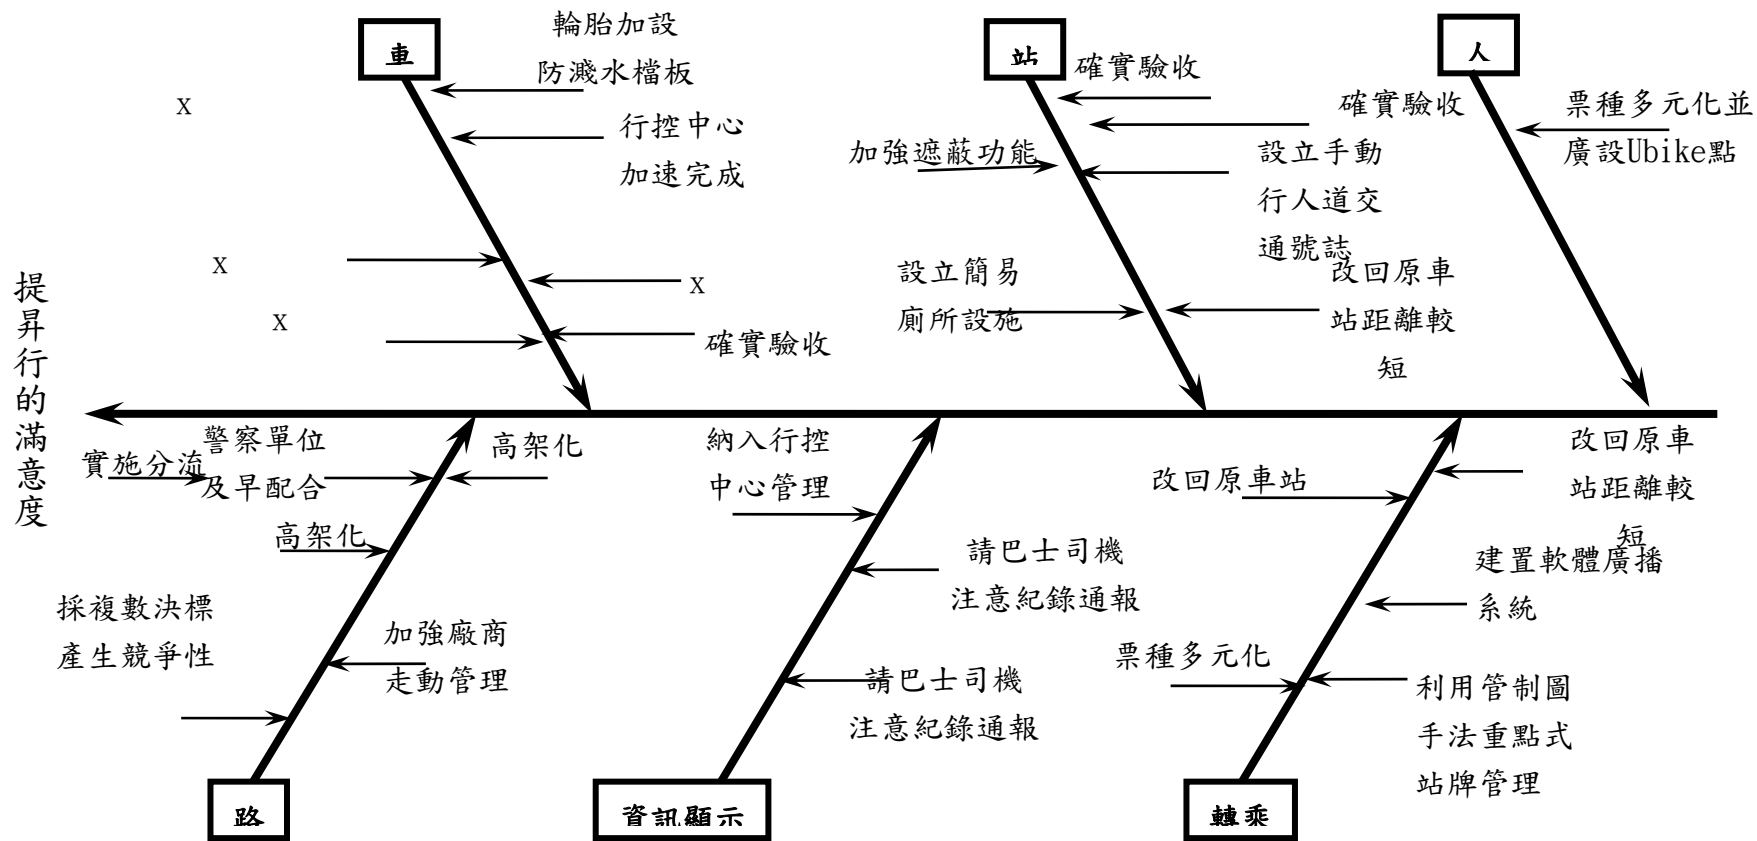 車
站
人
輪胎加設
防濺水檔板
行控中心
加速完成
x
x
x
x
確實驗收
確實驗收
確實驗收
加強遮蔽功能
設立手動
行人道交
通號誌
設立簡易
廁所設施
改回原車
站距離較
短
票種多元化並
廣設Ubike點
提昇行的滿意度
實施分流
警察單位
及早配合
高架化
高架化
採複數決標
產生競爭性
加強廠商
走動管理
納入行控
中心管理
請巴士司機
注意紀錄通報
請巴士司機
注意紀錄通報
改回原車站
改回原車
站距離較
短
建置軟體廣播
系統
票種多元化
利用管制圖
手法重點式
站牌管理
路
資訊顯示
轉乘